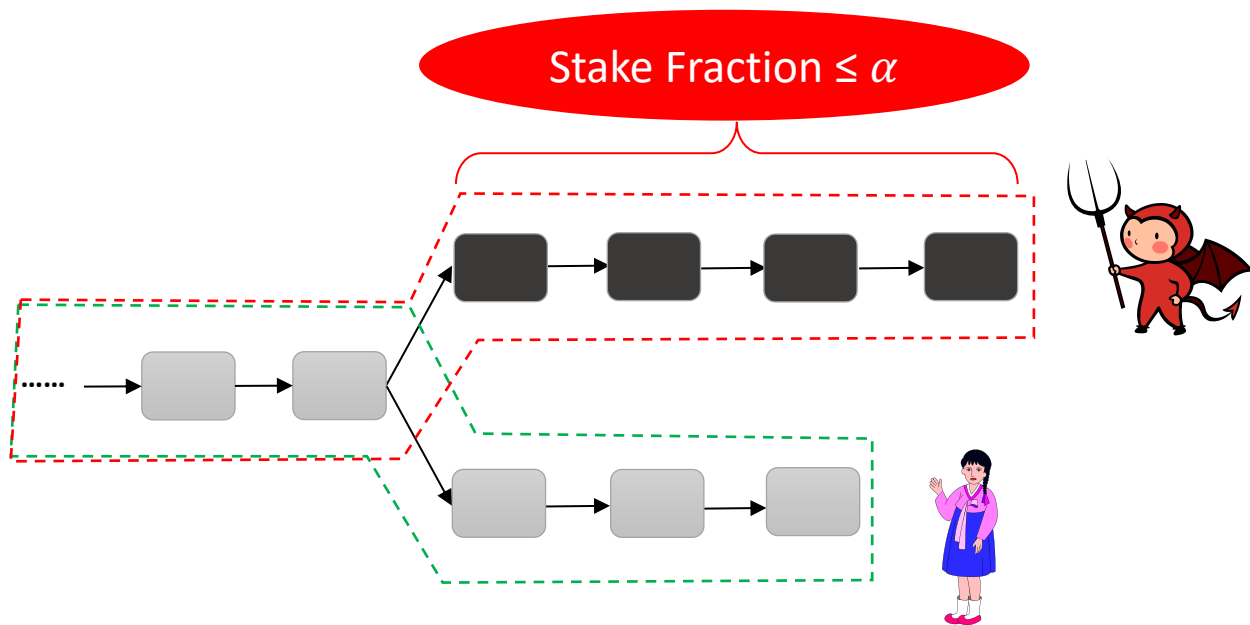 Stake Fraction ≤ 𝛼
......